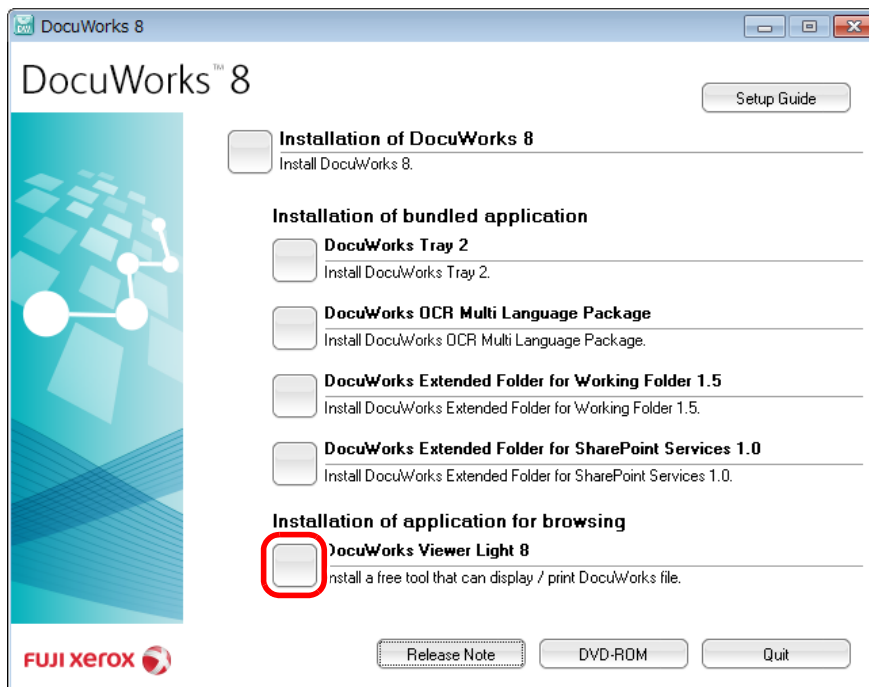 DocuWorks 8
DocuWorks™ 8
Setup Guide
Installation of DocuWorks 8
Install DocuWorks 8.
Installation of bundled application
DocuWorks Tray 2
Install DocuWorks Tray 2.
DocuWorks OCR Multi Language Package
Install DocuWorks OCR Multi Language Package.
DocuWorks Extended Folder for Working Folder 1.5
Install DocuWorks Extended Folder for Working Folder 1.5.
DocuWorks Extended Folder for SharePoint Services 1.0
Install DocuWorks Extended Folder for SharePoint Services 1.0.
Installation of application for browsing
DocuWorks Viewer Light 8
Install a free tool that can display / print DocuWorks file.
FUJI xerox
Release Note
DVD-ROM
Quit